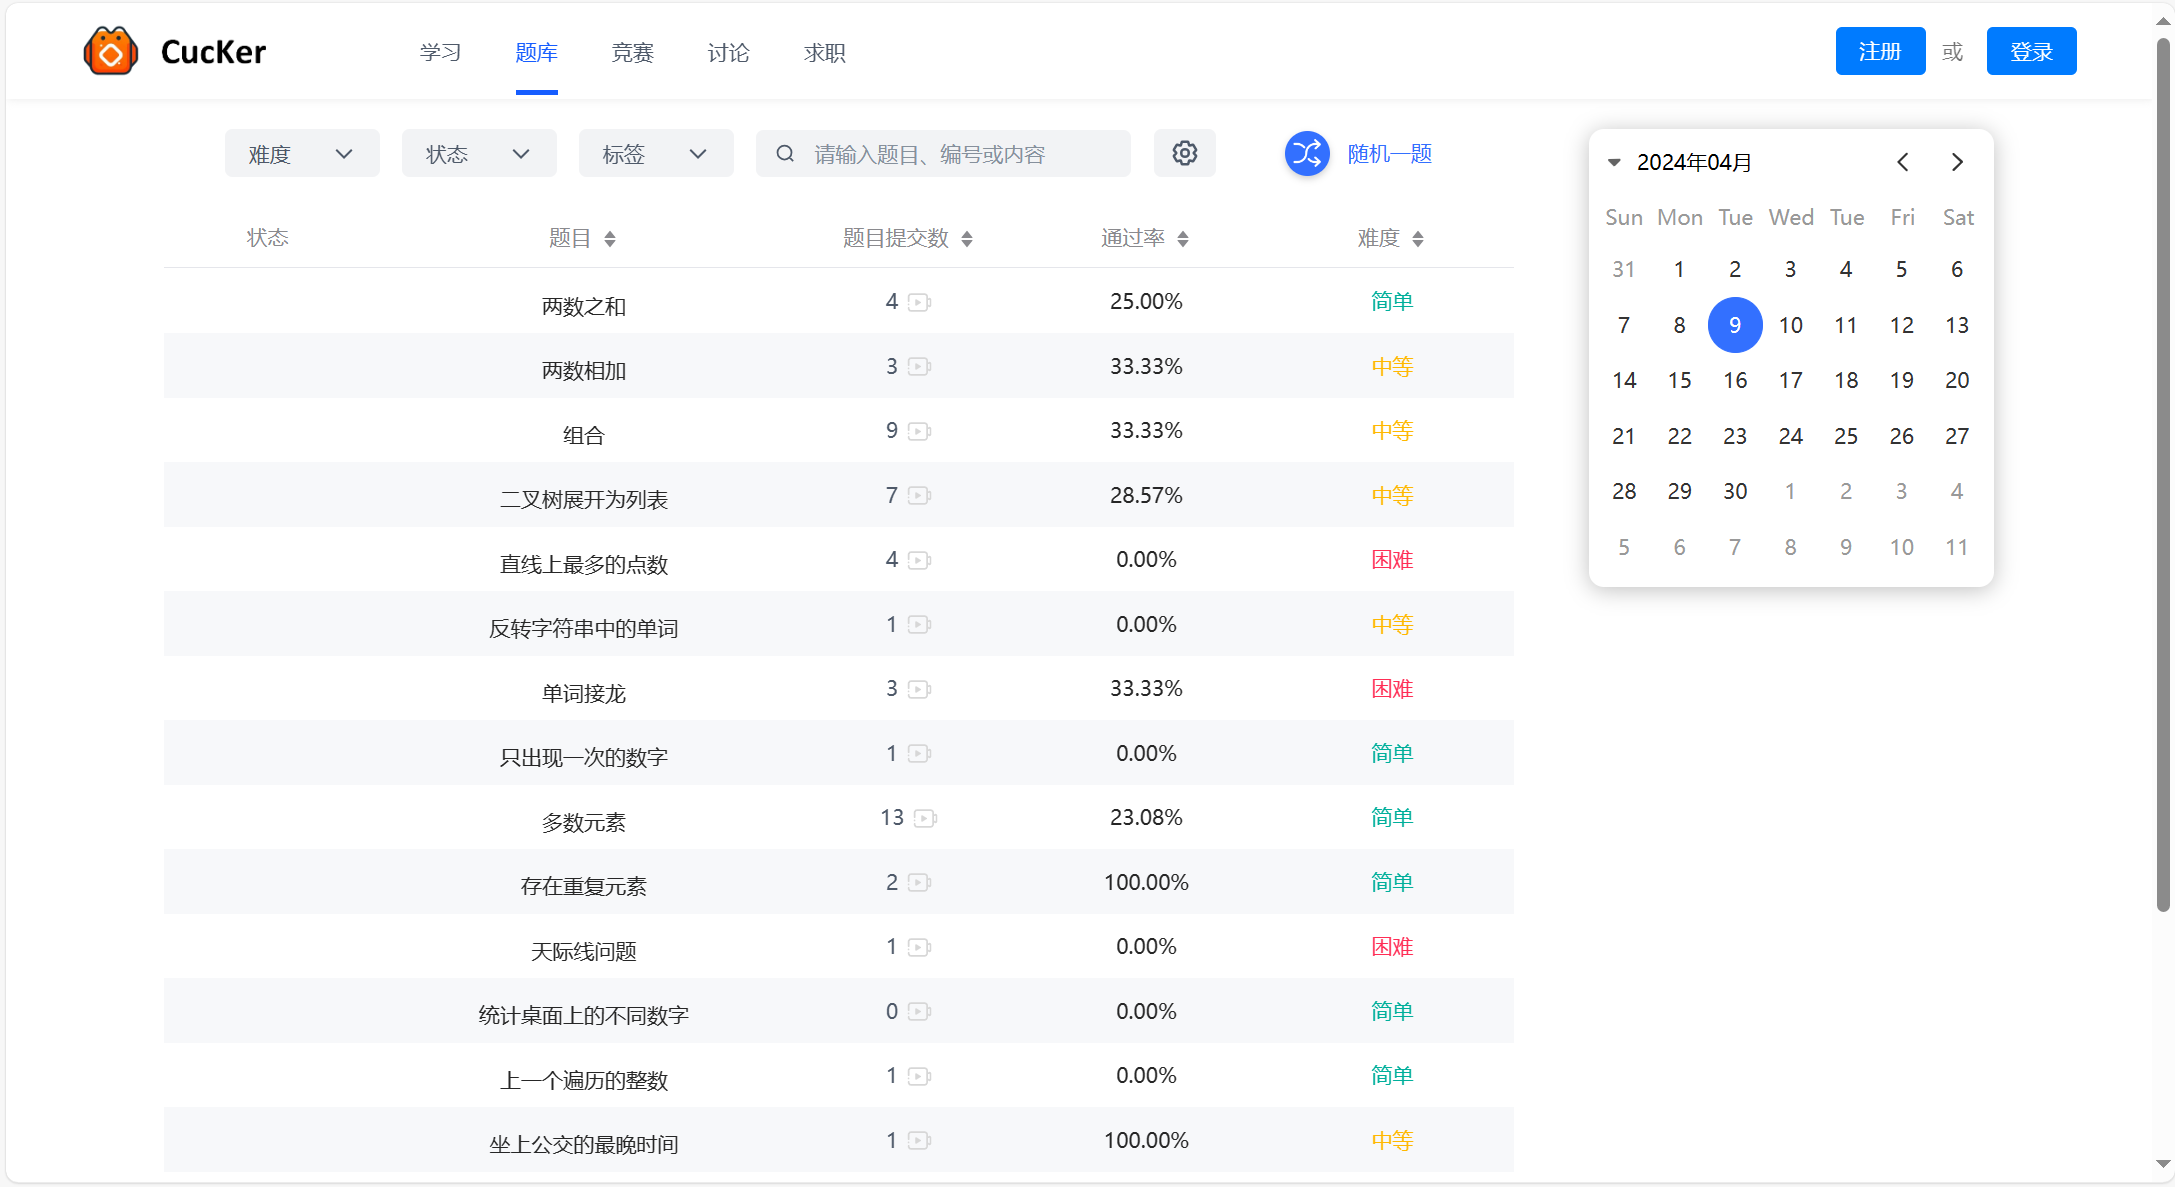 CucKer 学习 题库 竞赛 讨论 求职 注册 或 登录
难度 状态 标签 请输入题目、编号或内容 随机一题
状态 题目 题目提交数 通过率 难度
两数之和 4 25.00% 简单
两数相加 3 33.33% 中等
组合 9 33.33% 中等
二叉树展开为列表 7 28.57% 中等
直线上最多的点数 4 0.00% 困难
反转字符串中的单词 1 0.00% 中等
单词接龙 3 33.33% 困难
只出现一次的数字 1 0.00% 简单
多数元素 13 23.08% 简单
存在重复元素 2 100.00% 简单
天际线问题 1 0.00% 困难
统计桌面上的不同数字 0 0.00% 简单
上一个遍历的整数 1 0.00% 简单
坐上公交的最晚时间 1 100.00% 中等
2024年04月
Sun Mon Tue Wed Tue Fri Sat
31 1 2 3 4 5 6
7 8 9 10 11 12 13
14 15 16 17 18 19 20
21 22 23 24 25 26 27
28 29 30 1 2 3 4
5 6 7 8 9 10 11